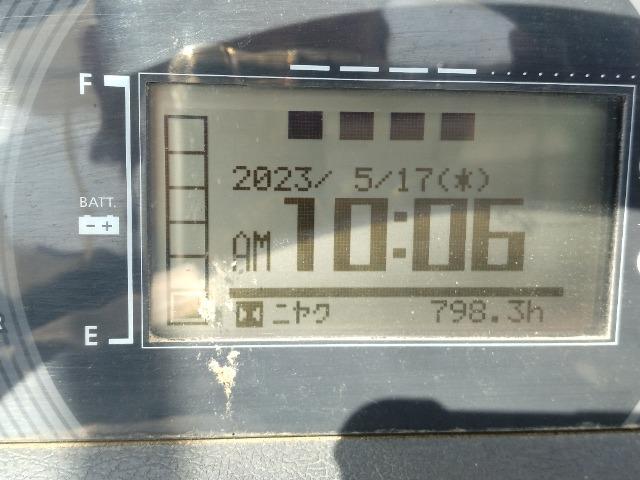 F
2023/ 5/17(水)
BATT.
- +
AM 10:06
ニヤク 798.3h
E